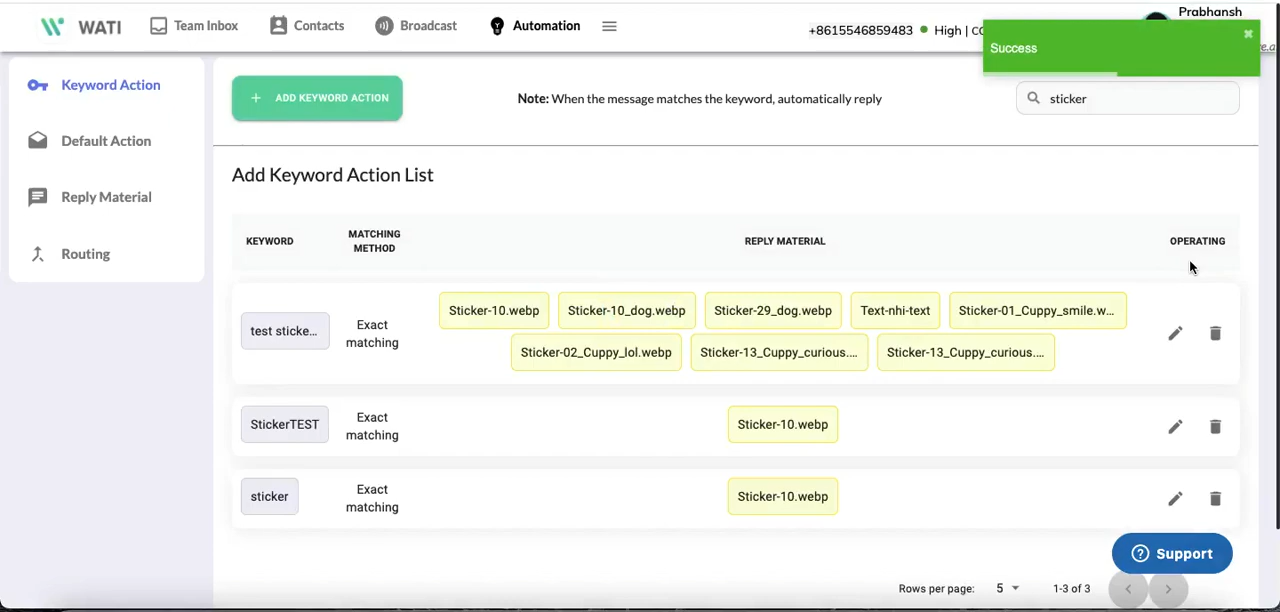 WATI
Team Inbox
Contacts
Broadcast
Automation
+8615546859483
High | CO
Prabhansh
Success
Keyword Action
Default Action
Reply Material
Routing
ADD KEYWORD ACTION
Note: When the message matches the keyword, automatically reply
sticker
Add Keyword Action List
KEYWORD
MATCHING
METHOD
REPLY MATERIAL
OPERATING
test sticke...
Exact
matching
Sticker-10.webp
Sticker-10_dog.webp
Sticker-29_dog.webp
Text-nhi-text
Sticker-01_Cuppy_smile.w...
Sticker-02_Cuppy_lol.webp
Sticker-13_Cuppy_curious....
Sticker-13_Cuppy_curious....
StickerTEST
Exact
matching
Sticker-10.webp
sticker
Exact
matching
Sticker-10.webp
Support
Rows per page:
5
1-3 of 3